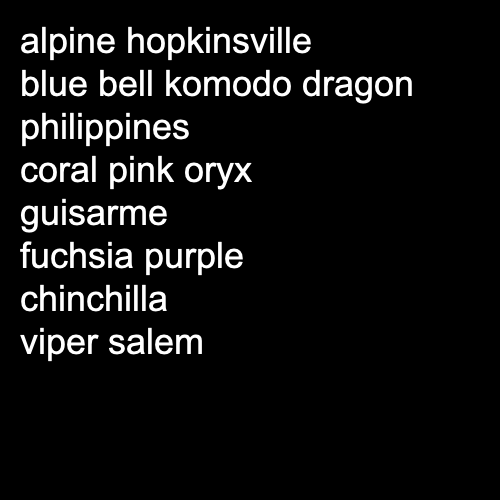 alpine hopkinsville
blue bell komodo dragon
philippines
coral pink oryx
guisarme
fuchsia purple
chinchilla
viper salem